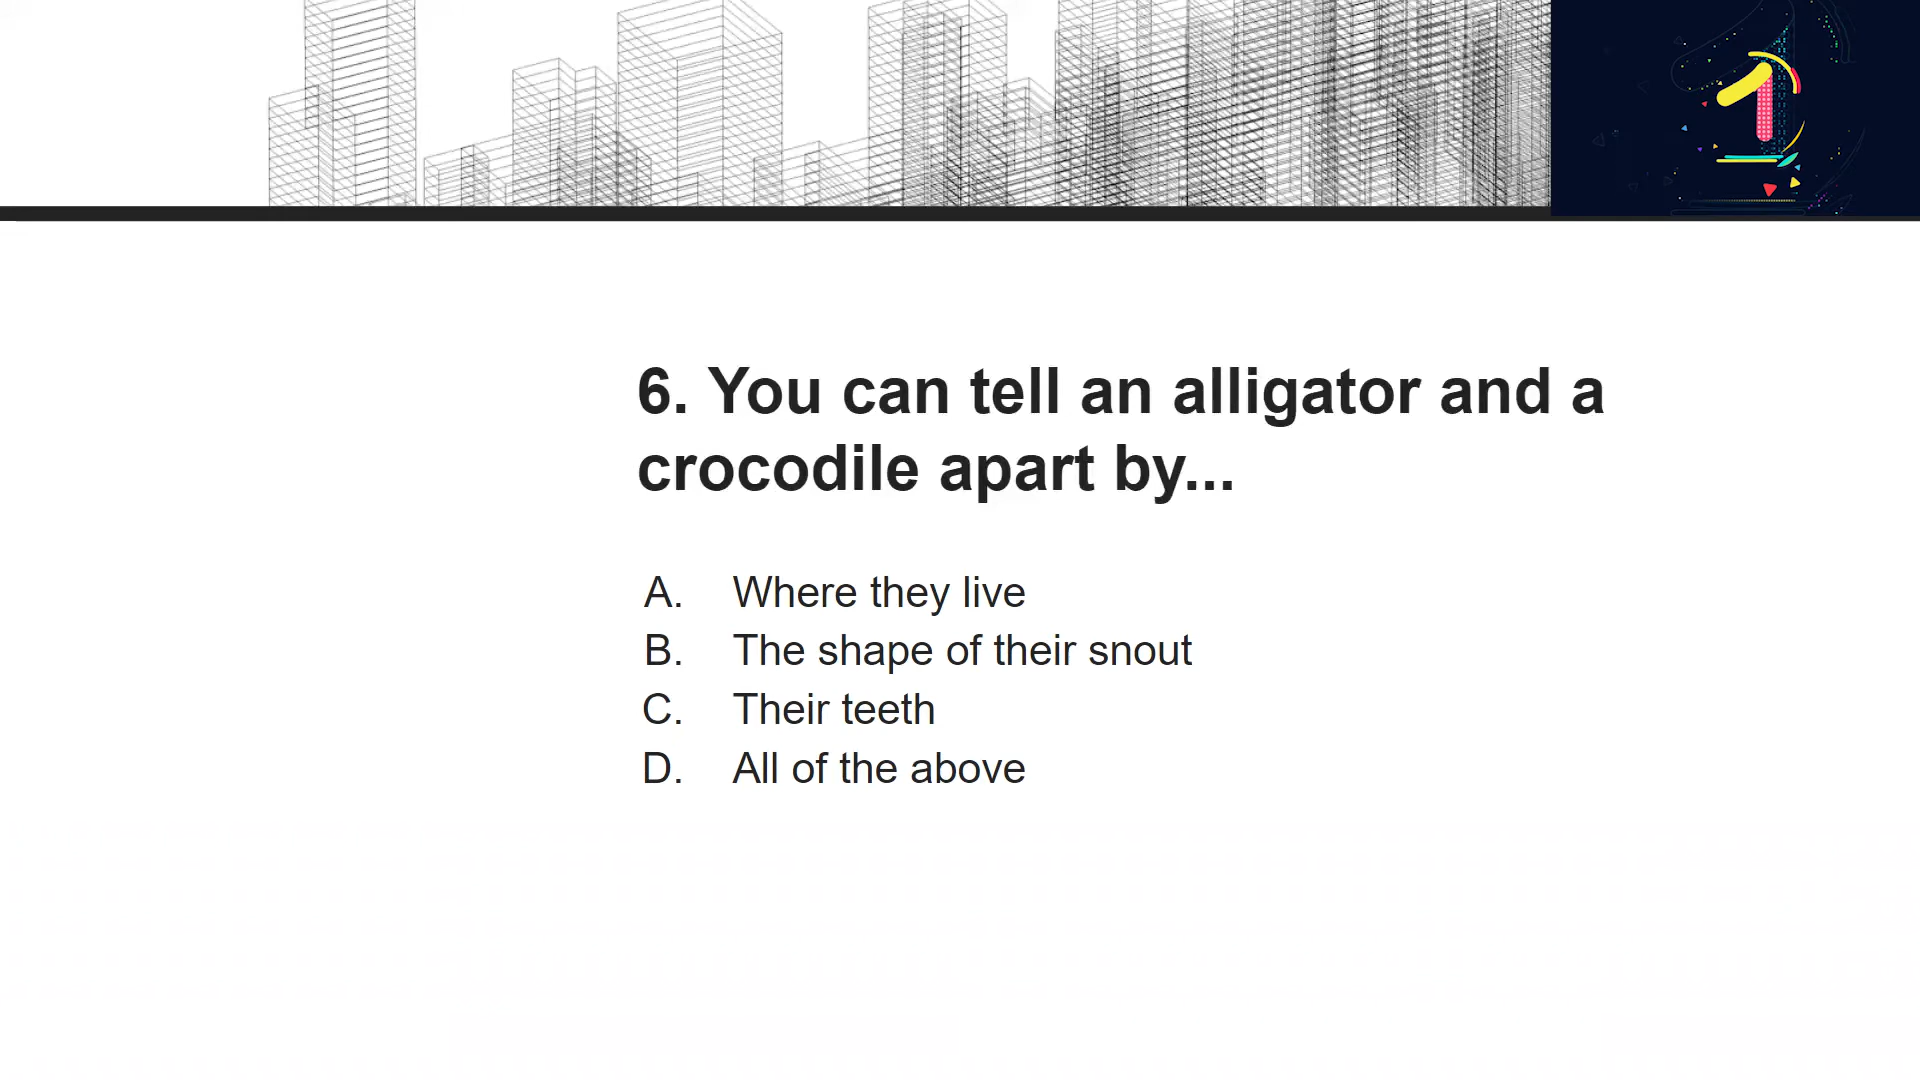 1
6. You can tell an alligator and a
crocodile apart by...
A. Where they live
B. The shape of their snout
C. Their teeth
D. All of the above